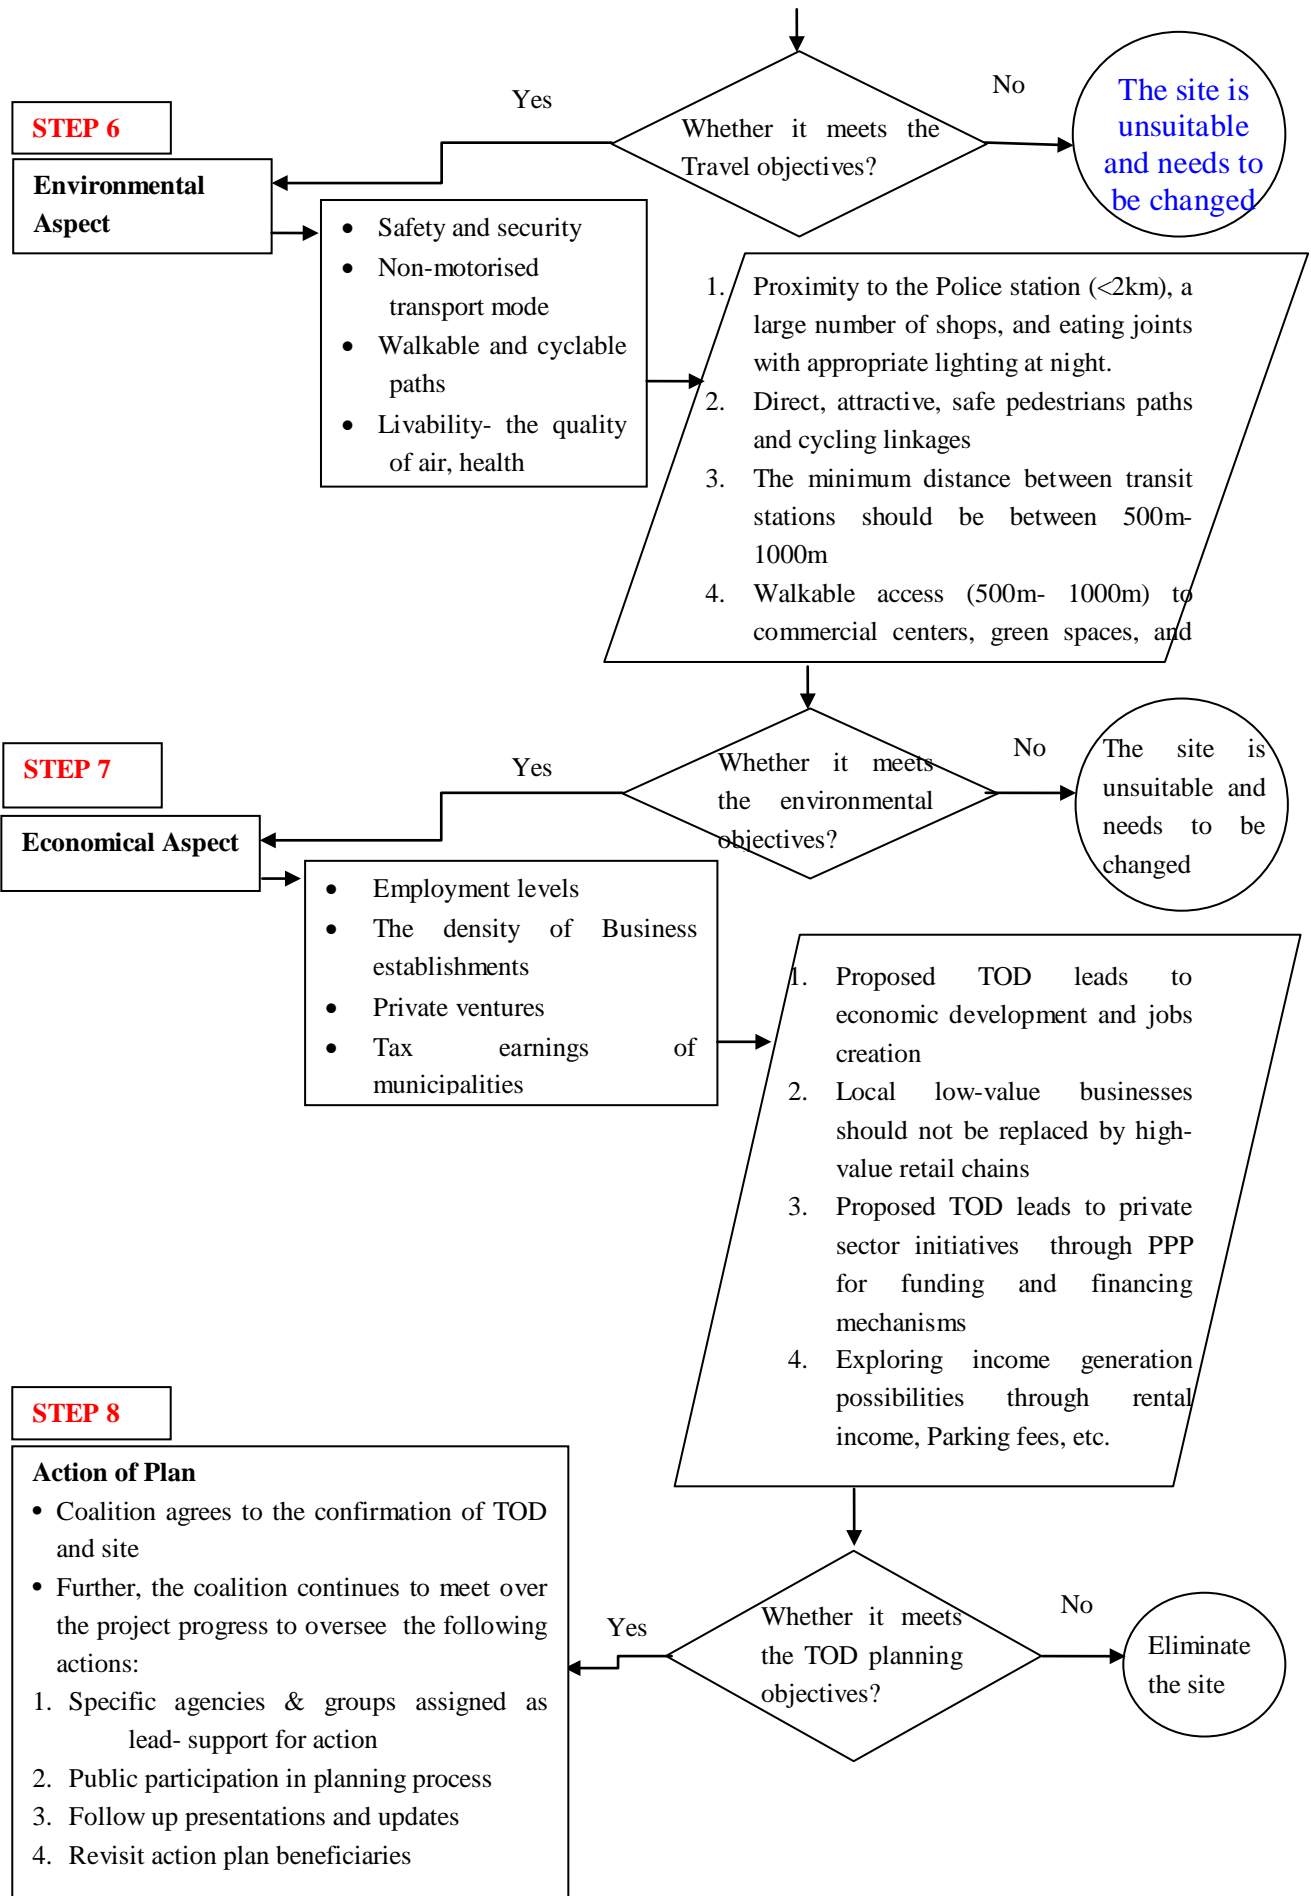 Yes
No
Whether it meets the
Travel objectives?
The site is
unsuitable
and needs to
be changed
STEP 6
Environmental
Aspect
• Safety and security
• Non-motorised
transport mode
• Walkable and cyclable
paths
• Livability- the quality
of air, health
1. Proximity to the Police station (<2km), a
large number of shops, and eating joints
with appropriate lighting at night.
2. Direct, attractive, safe pedestrians paths
and cycling linkages
3. The minimum distance between transit
stations should be between 500m-
1000m
4. Walkable access (500m- 1000m) to
commercial centers, green spaces, and
STEP 7
Yes
No
Whether it meets
the environmental
objectives?
The site is
unsuitable and
needs to be
changed
Economical Aspect
• Employment levels
• The density of Business
establishments
• Private ventures
• Tax earnings of
municipalities
1. Proposed TOD leads to
economic development and jobs
creation
2. Local low-value businesses
should not be replaced by high-
value retail chains
3. Proposed TOD leads to private
sector initiatives through PPP
for funding and financing
mechanisms
4. Exploring income generation
possibilities through rental
income, Parking fees, etc.
STEP 8
Action of Plan
• Coalition agrees to the confirmation of TOD
and site
• Further, the coalition continues to meet over
the project progress to oversee the following
actions:
1. Specific agencies & groups assigned as
lead- support for action
2. Public participation in planning process
3. Follow up presentations and updates
4. Revisit action plan beneficiaries
Yes
No
Whether it meets
the TOD planning
objectives?
Eliminate
the site